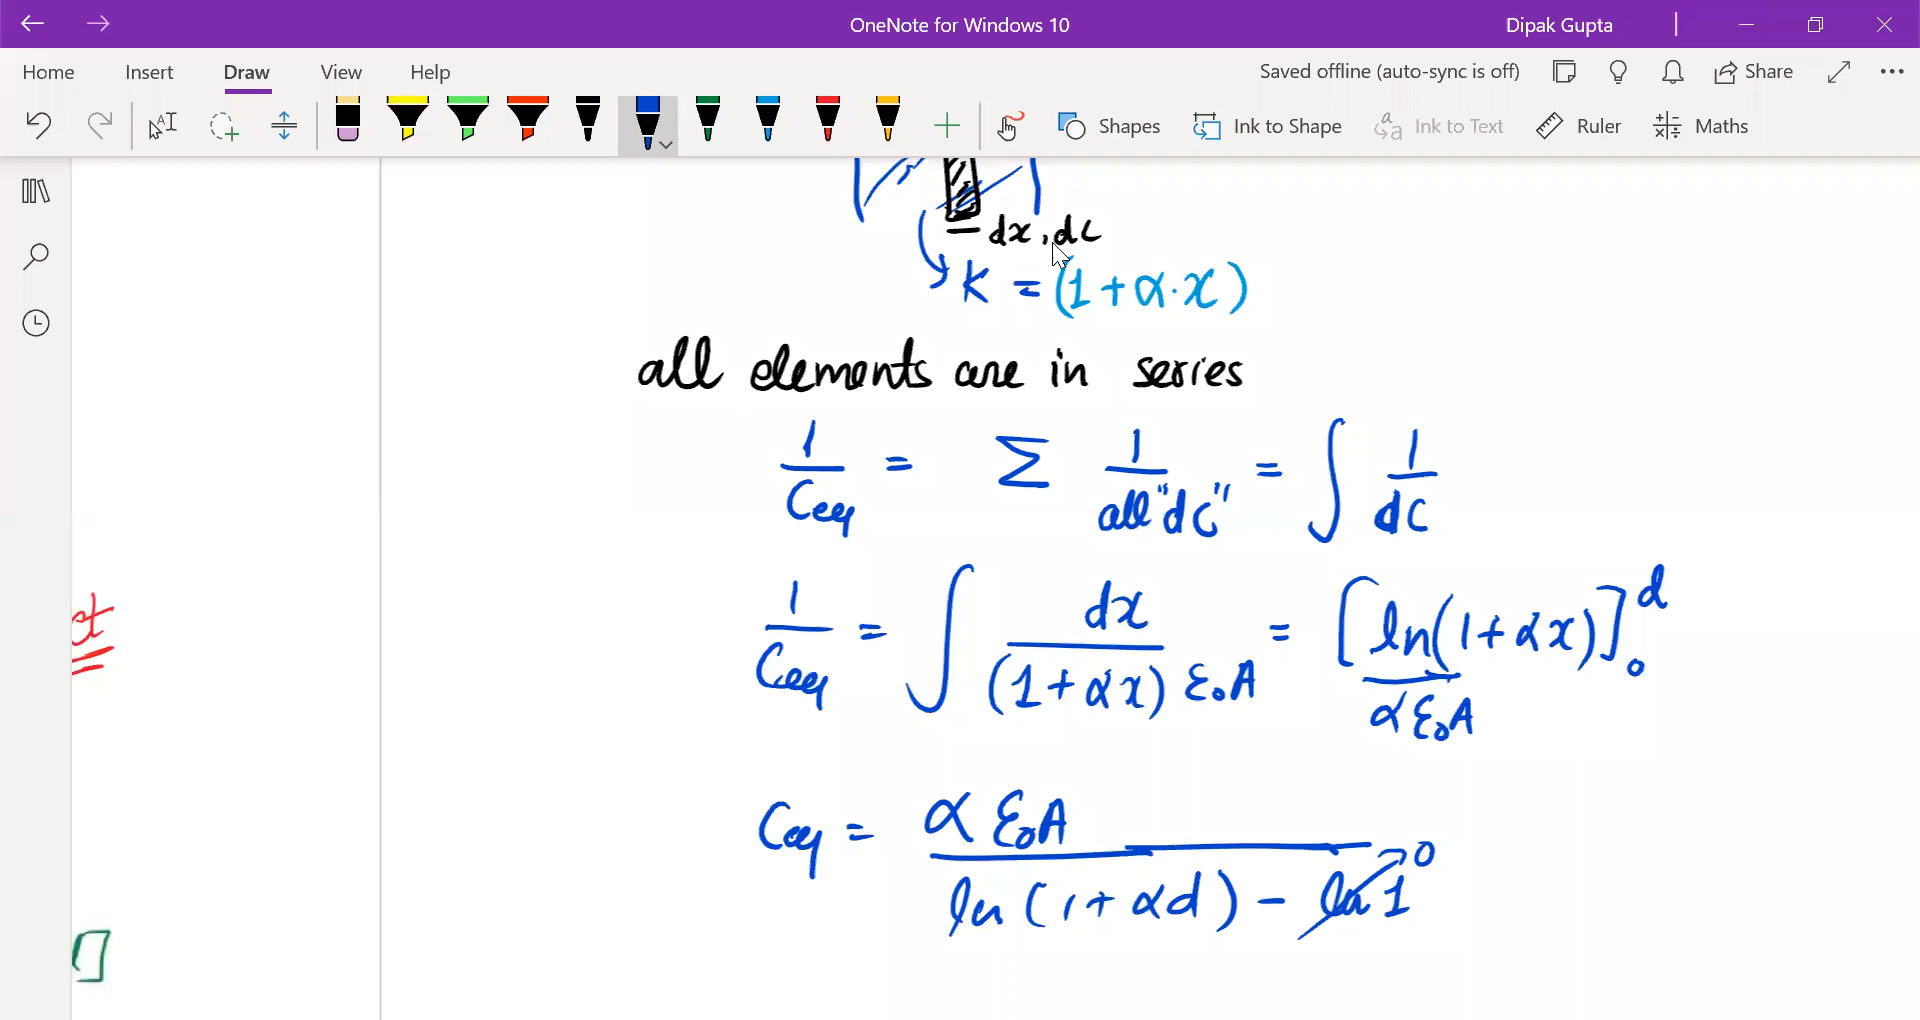 OneNote for Windows 10
Dipak Gupta
Home Insert Draw View Help
Saved offline (auto-sync is off) Share
Shapes Ink to Shape Ink to Text Ruler Maths
dx, dc
K = (1 + α·x)
all elements are in series
1/Ceq = Σ 1/all "dc" = ∫ 1/dc
1/Ceq = ∫ dx/((1+αx) ε₀A) = [ln(1+αx)/αε₀A]₀ᵈ
Ceq = αε₀A/(ln(1+αd) - ln 1) → 0